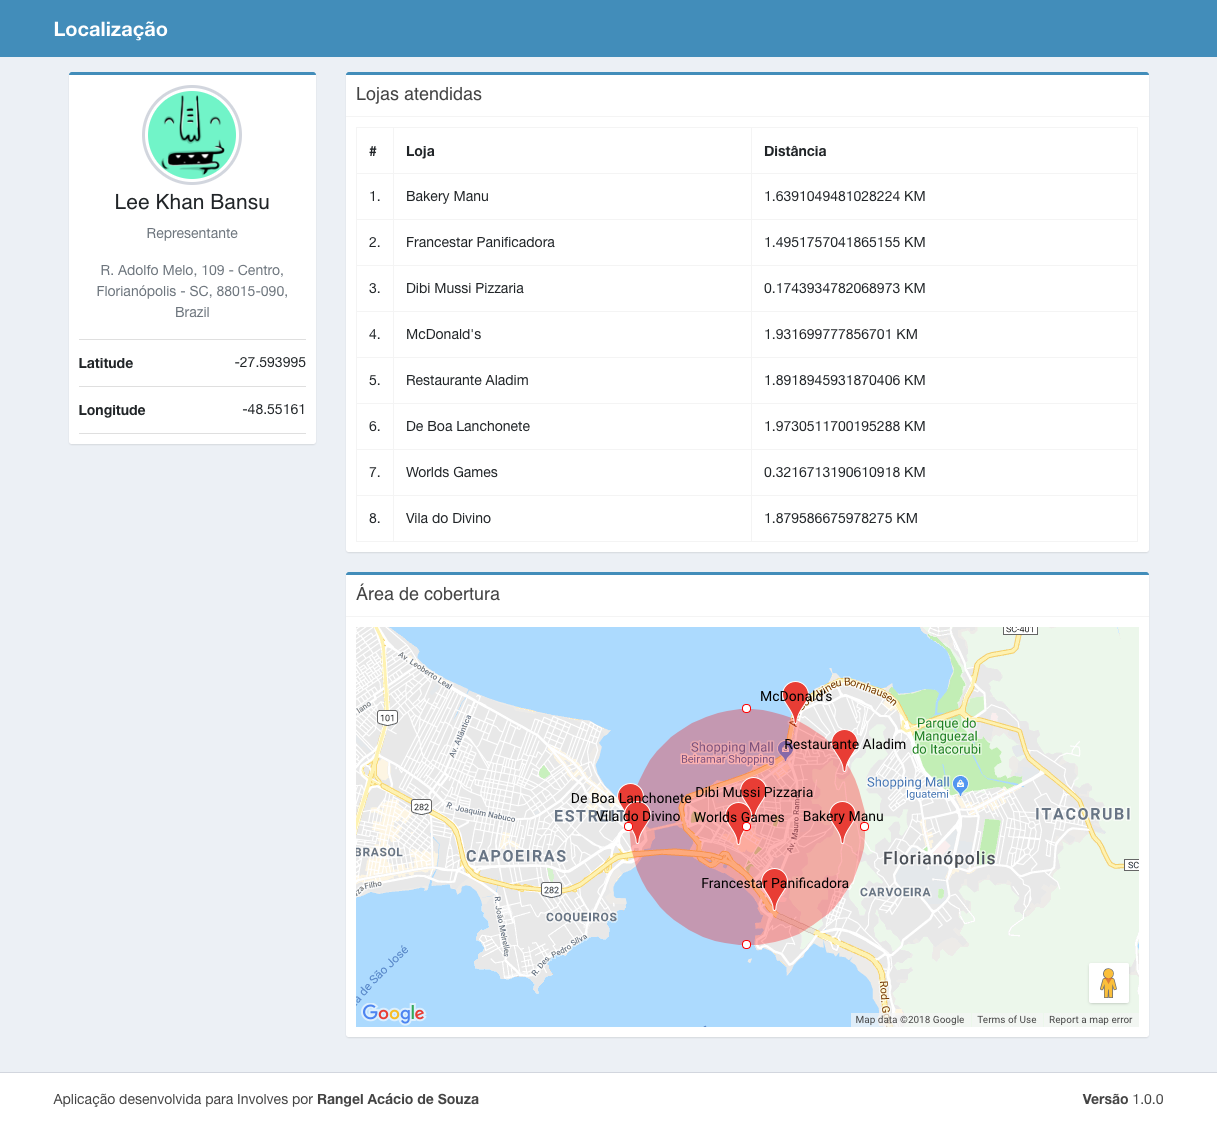 Localização
Lee Khan Bansu
Representante
R. Adolfo Melo, 109 - Centro,
Florianópolis - SC, 88015-090,
Brazil
Latitude -27.593995
Longitude -48.55161
Lojas atendidas
# Loja Distância
1. Bakery Manu 1.6391049481028224 KM
2. Francestar Panificadora 1.4951757041865155 KM
3. Dibi Mussi Pizzaria 0.1743934782068973 KM
4. McDonald's 1.931699777856701 KM
5. Restaurante Aladim 1.8918945931870406 KM
6. De Boa Lanchonete 1.9730511700195288 KM
7. Worlds Games 0.3216713190610918 KM
8. Vila do Divino 1.879586675978275 KM
Área de cobertura
SC-401
Av. Leoberto Leal
lano
101
Av. Atlântica
McDonald's
ineu Bornhausen
Parque do
Manguezal
do Itacorubi
Shopping Mall
Beiramar Shopping
Restaurante Aladim
Shopping Mall
Iguatemi
282
R. Joaquim Nabuco
De Boa Lanchonete
Dibi Mussi Pizzaria
ESTRE
Vila do Divino
Worlds Games
Av. Mauro Ram
Bakery Manu
ITACORUBI
BRASOL
CAPOEIRAS
Florianópolis
SC
za Filho
282
Francestar Panificadora
CARVOEIRA
R. João Meirelles
COQUEIROS
R. Des. Pedro Silva
a de São José
Rod. G
Google
Map data ©2018 Google Terms of Use Report a map error
Aplicação desenvolvida para Involves por Rangel Acácio de Souza
Versão 1.0.0